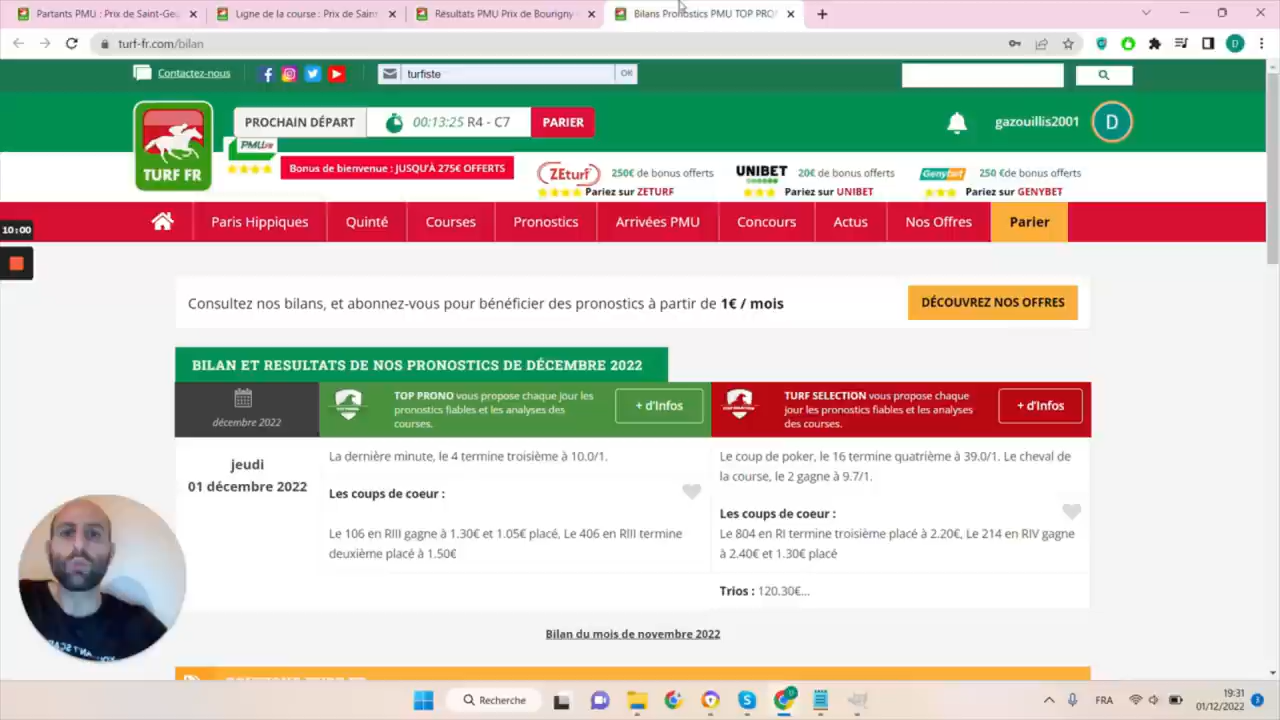 Partants PMU : Prix de Saint-Geu
Ligne de la course : Prix de Saint
Résultats PMU Prix de Bourigny
Bilans Pronostics PMU TOP PRO
turf-fr.com/bilan
Contactez-nous
turfiste
OK
PROCHAIN DÉPART
00:13:25 R4 - C7
PARIER
gazouillis2001
D
TURF FR
PMU.fr
Bonus de bienvenue : JUSQU'À 275€ OFFERTS
ZEturf
250€ de bonus offerts
Pariez sur ZETURF
UNIBET
20€ de bonus offerts
Pariez sur UNIBET
Genybet
250 €de bonus offerts
Pariez sur GENYBET
10:00
Paris Hippiques
Quinté
Courses
Pronostics
Arrivées PMU
Concours
Actus
Nos Offres
Parier
Consultez nos bilans, et abonnez-vous pour bénéficier des pronostics à partir de 1€ / mois
DÉCOUVREZ NOS OFFRES
BILAN ET RESULTATS DE NOS PRONOSTICS DE DÉCEMBRE 2022
décembre 2022
TOP PRONO vous propose chaque jour les
pronostics fiables et les analyses des
courses.
+ d'Infos
TURF SELECTION vous propose chaque
jour les pronostics fiables et les analyses
des courses.
+ d'Infos
jeudi
01 décembre 2022
La dernière minute, le 4 termine troisième à 10.0/1.
Les coups de coeur :
Le 106 en RIII gagne à 1.30€ et 1.05€ placé, Le 406 en RIII termine
deuxième placé à 1.50€
Le coup de poker, le 16 termine quatrième à 39.0/1. Le cheval de
la course, le 2 gagne à 9.7/1.
Les coups de coeur :
Le 804 en RI termine troisième placé à 2.20€, Le 214 en RIV gagne
à 2.40€ et 1.30€ placé
Trios : 120.30€...
Bilan du mois de novembre 2022
Recherche
FRA
19:31
01/12/2022